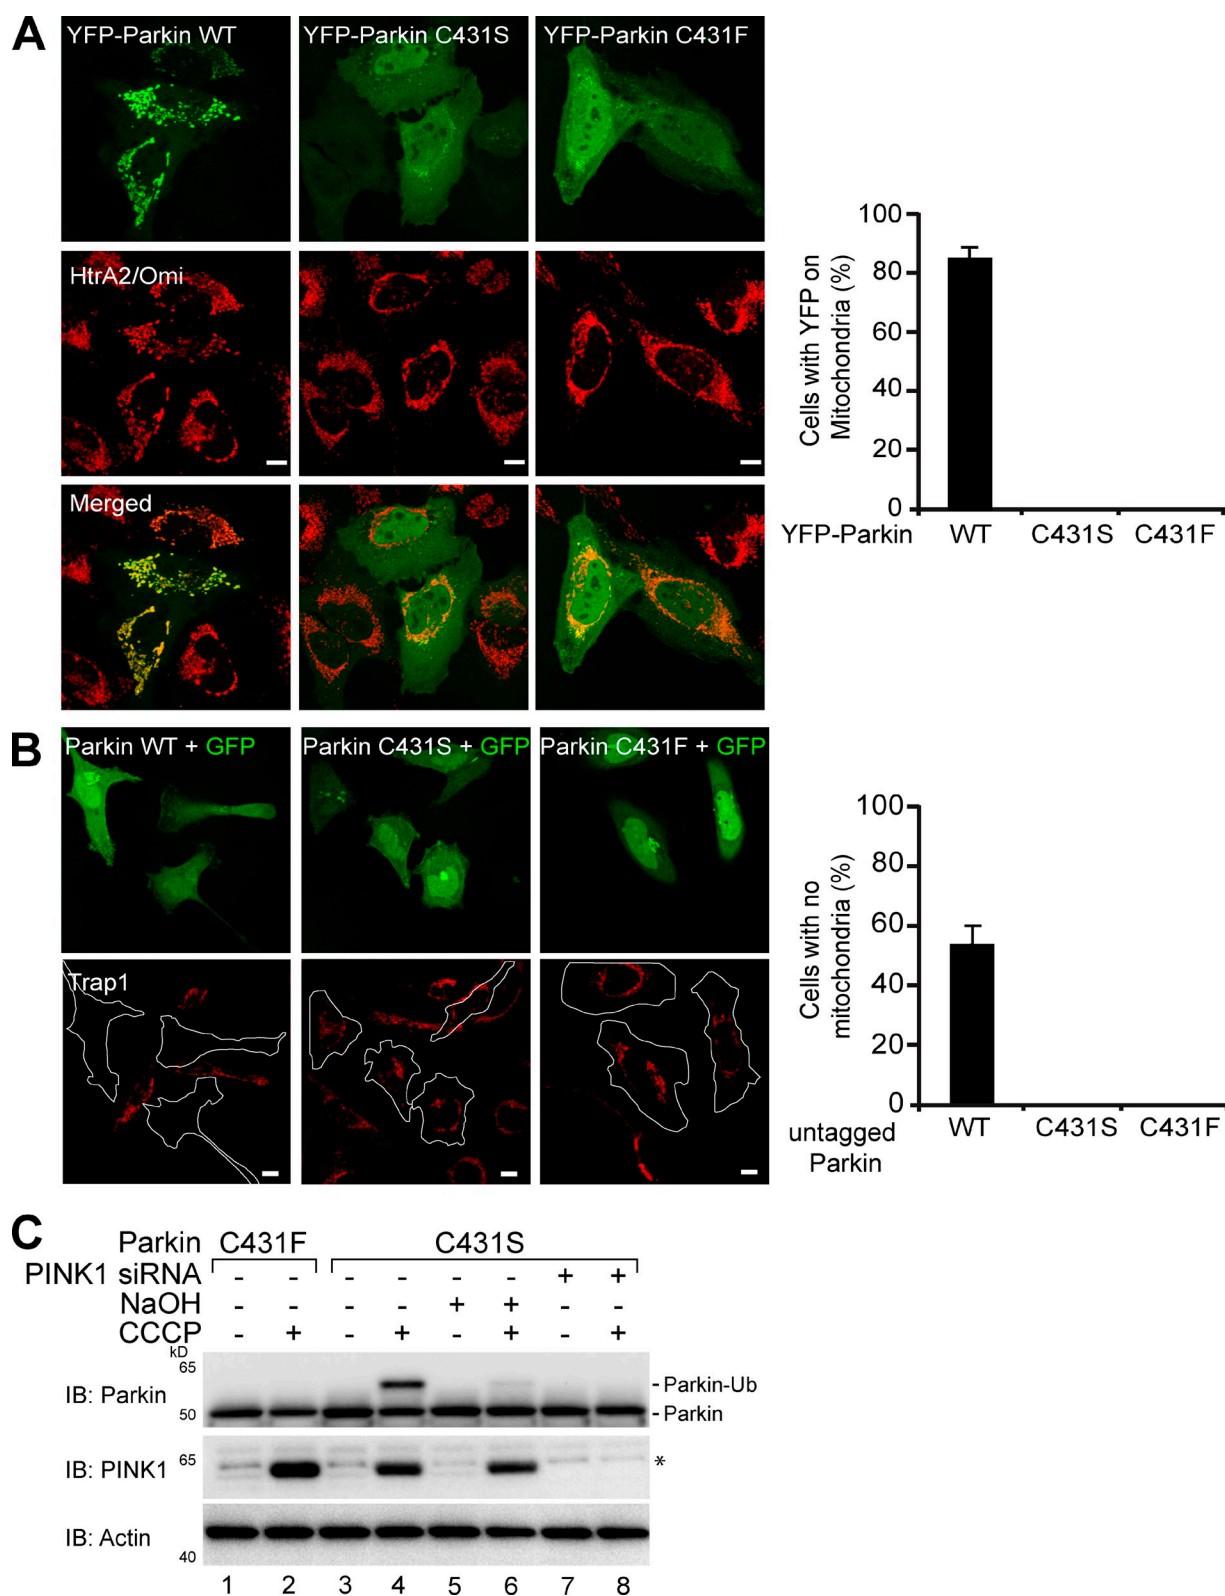 A
YFP-Parkin WT
YFP-Parkin C431S
YFP-Parkin C431F
HtrA2/Omi
Merged
Cells with YFP on
Mitochondria (%)
100
80
60
40
20
0
YFP-Parkin WT C431S C431F
B
Parkin WT + GFP
Parkin C431S + GFP
Parkin C431F + GFP
Trap1
Cells with no
mitochondria (%)
100
80
60
40
20
0
untagged
Parkin
WT C431S C431F
C
Parkin C431F C431S
PINK1 siRNA - - - - - - + +
NaOH - - - - + + - -
CCCP - + - + - + - +
kD
65
IB: Parkin
50
- Parkin-Ub
- Parkin
65
IB: PINK1
*
IB: Actin
40
1 2 3 4 5 6 7 8